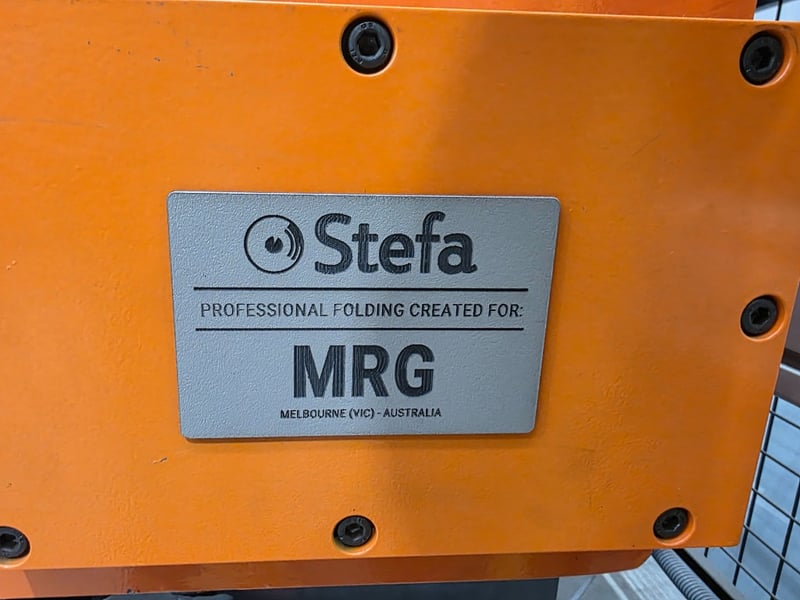 Stefa
PROFESSIONAL FOLDING CREATED FOR:
MRG
MELBOURNE (VIC) - AUSTRALIA